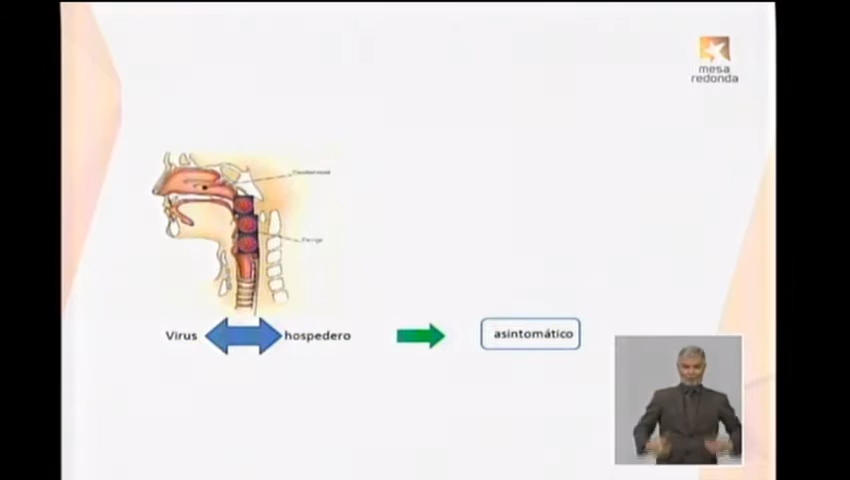 mesa
redonda
Virus
hospedero
asintomático